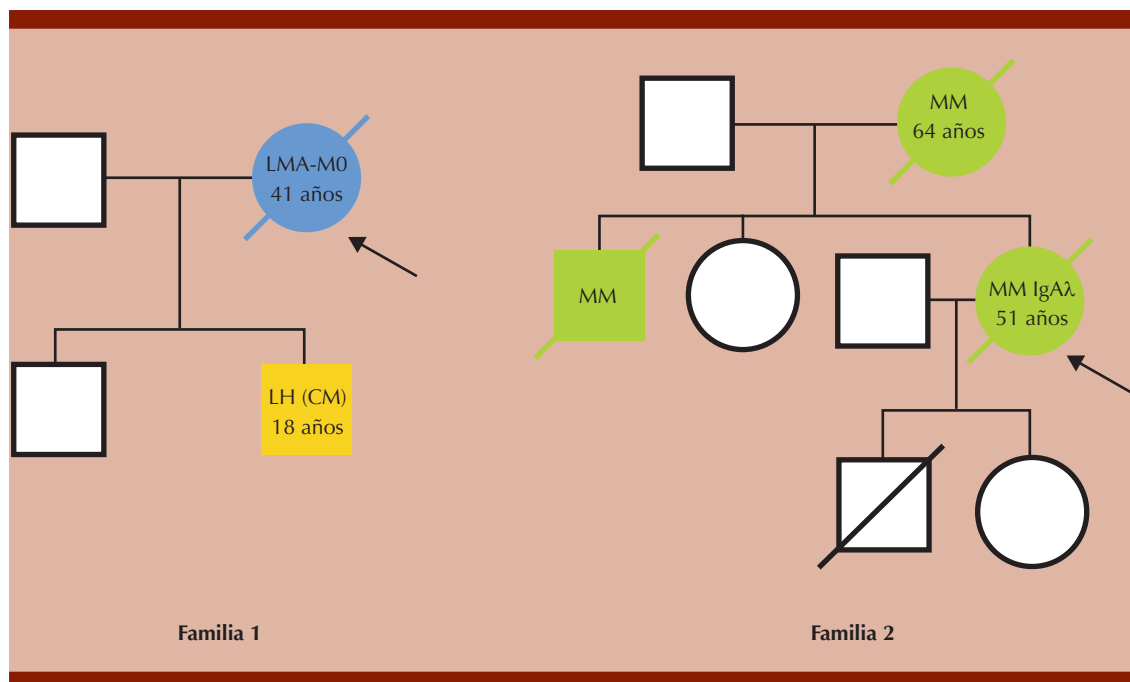 LMA-M0
41 años
LH (CM)
18 años
Familia 1
MM
64 años
MM
MM IgAλ
51 años
Familia 2